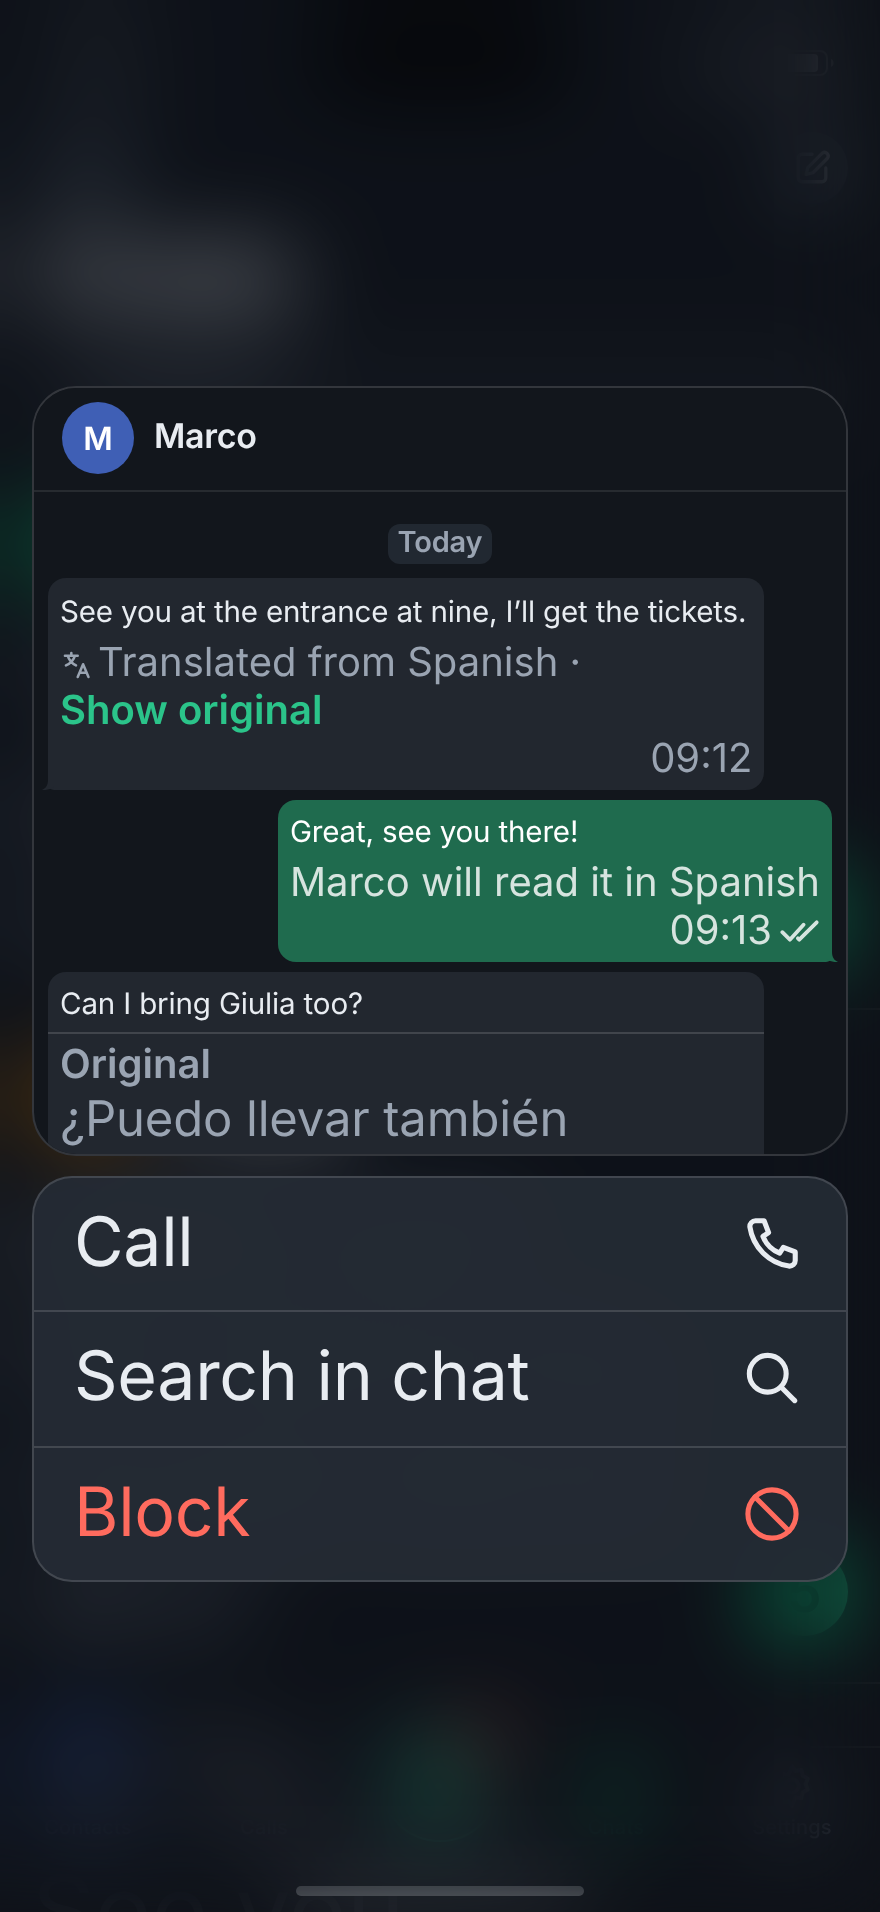 M Marco
Today
See you at the entrance at nine, I’ll get the tickets.
Translated from Spanish ·
Show original
09:12
Great, see you there!
Marco will read it in Spanish
09:13
Can I bring Giulia too?
Original
¿Puedo llevar también
Call
Search in chat
Block